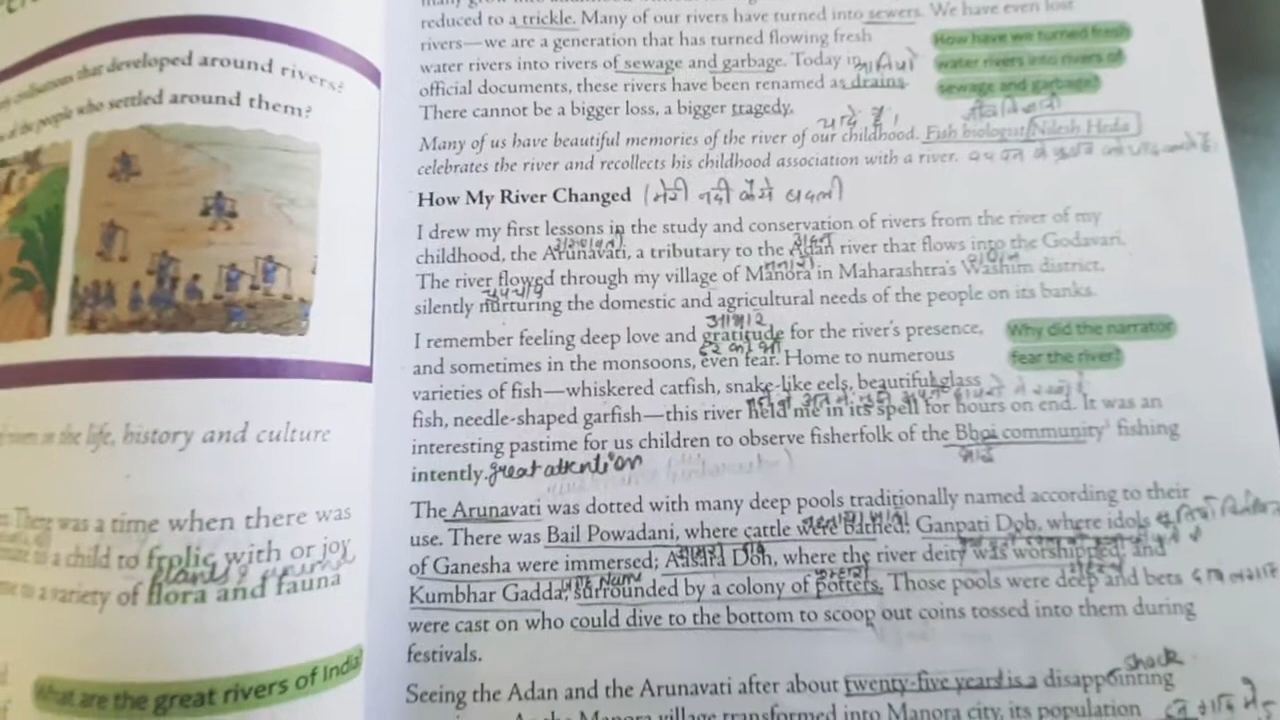 civilisations that developed around rivers?
the people who settled around them?
in the life, history and culture
There was a time when there was
to a child to frolic with or joy
plants & animal
to a variety of flora and fauna
What are the great rivers of India?
reduced to a trickle. Many of our rivers have turned into sewers. We have even lost
rivers—we are a generation that has turned flowing fresh
water rivers into rivers of sewage and garbage. Today in
official documents, these rivers have been renamed as drains.
There cannot be a bigger loss, a bigger tragedy.
How have we turned fresh
water rivers into rivers of
sewage and garbage?
Many of us have beautiful memories of the river of our childhood. Fish biologist Nilesh Heda
celebrates the river and recollects his childhood association with a river.
How My River Changed (मेरी नदी कैसे बदली
I drew my first lessons in the study and conservation of rivers from the river of my
childhood, the Arunavati, a tributary to the Adan river that flows into the Godavari.
The river flowed through my village of Manora in Maharashtra's Washim district,
चुपचाप
silently nurturing the domestic and agricultural needs of the people on its banks.
आभार
I remember feeling deep love and gratitude for the river's presence,
and sometimes in the monsoons, even fear. Home to numerous
Why did the narrator
fear the river?
varieties of fish—whiskered catfish, snake-like eels, beautiful glass
fish, needle-shaped garfish—this river held me in its spell for hours on end. It was an
interesting pastime for us children to observe fisherfolk of the Bhoi community' fishing
intently. great attention
The Arunavati was dotted with many deep pools traditionally named according to their
use. There was Bail Powadani, where cattle were bathed; Ganpati Doh, where idols
of Ganesha were immersed; Aasara Doh, where the river deity was worshipped; and
Kumbhar Gadda, surrounded by a colony of potters. Those pools were deep and bets
were cast on who could dive to the bottom to scoop out coins tossed into them during
festivals.
shock
Seeing the Adan and the Arunavati after about twenty-five years is a disappointing
Manora village transformed into Manora city, its population